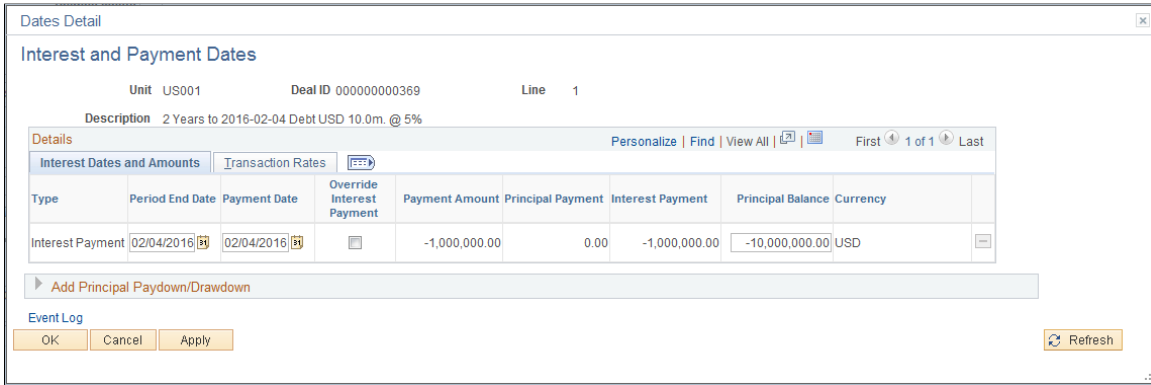 Dates Detail
Interest and Payment Dates
Unit US001 Deal ID 000000000369 Line 1
Description 2 Years to 2016-02-04 Debt USD 10.0m. @ 5%
Details Personalize | Find | View All | | First 1 of 1 Last
Interest Dates and Amounts Transaction Rates
Type Period End Date Payment Date Override Interest Payment Payment Amount Principal Payment Interest Payment Principal Balance Currency
Interest Payment 02/04/2016 31 02/04/2016 31 -1,000,000.00 0.00 -1,000,000.00 -10,000,000.00 USD
Add Principal Paydown/Drawdown
Event Log
OK Cancel Apply Refresh